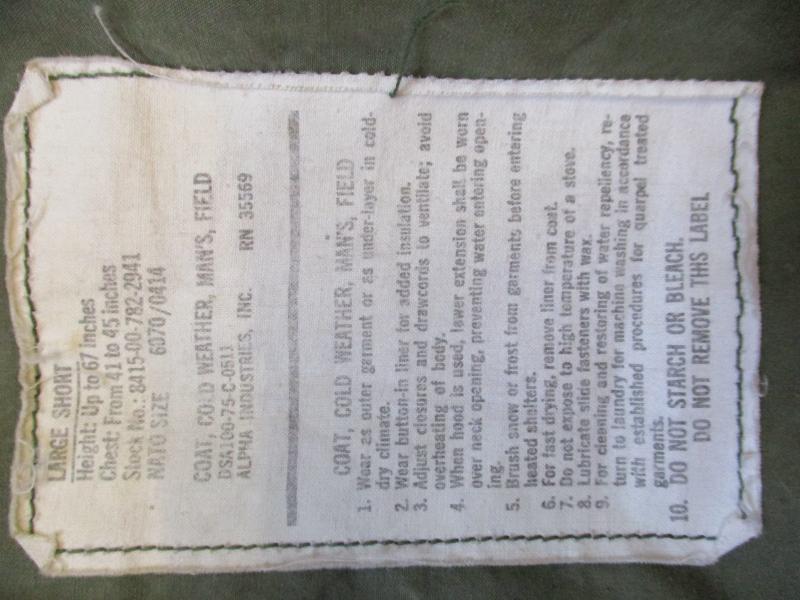 LARGE SHORT
Height: Up to 67 inches
Chest: From 41 to 45 inches
Stock No.: 8415-00-782-2941
NATO SIZE 6070/0414
COAT, COLD WEATHER, MAN'S, FIELD
DSA100-75-C-0511
ALPHA INDUSTRIES, INC. RN 35569
COAT, COLD WEATHER, MAN'S, FIELD
1. Wear as outer garment or as under-layer in cold-
dry climate.
2. Wear button-in liner for added insulation.
3. Adjust closures and drawcords to ventilate; avoid
overheating of body.
4. When hood is used, lower extension shall be worn
over neck opening, preventing water entering open-
ing.
5. Brush snow or frost from garments before entering
heated shelters.
6. For fast drying, remove liner from coat.
7. Do not expose to high temperature of a stove.
8. Lubricate slide fasteners with wax.
9. For cleaning and restoring of water repellency, re-
turn to laundry for machine washing in accordance
with established procedures for quarpel treated
garments.
10. DO NOT STARCH OR BLEACH.
DO NOT REMOVE THIS LABEL